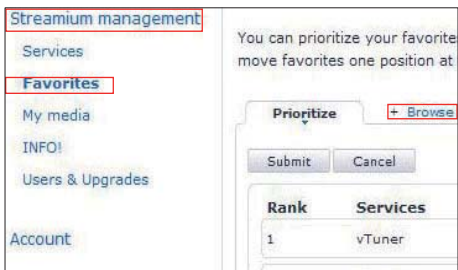 Streamium management
Services
Favorites
My media
INFO!
Users & Upgrades
Account
You can prioritize your favorite
move favorites one position at
Prioritize
+ Browse
Submit
Cancel
Rank Services
1 vTuner